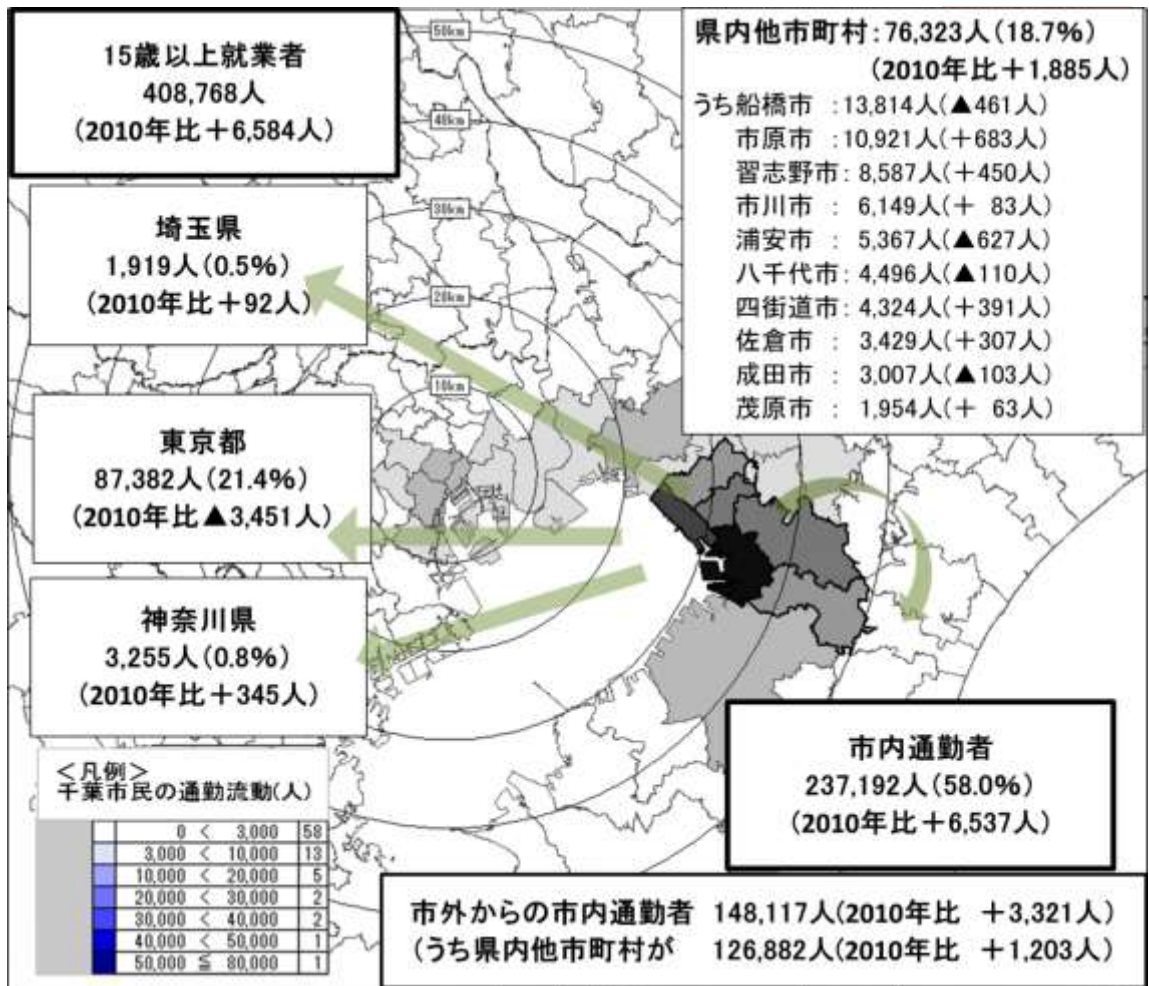 15歳以上就業者
408,768人
(2010年比+6,584人)
県内他市町村:76,323人(18.7%)
(2010年比+1,885人)
うち船橋市 :13,814人(▲461人)
市原市 :10,921人(+683人)
習志野市: 8,587人(+450人)
市川市 : 6,149人(+ 83人)
浦安市 : 5,367人(▲627人)
八千代市: 4,496人(▲110人)
四街道市: 4,324人(+391人)
佐倉市 : 3,429人(+307人)
成田市 : 3,007人(▲103人)
茂原市 : 1,954人(+ 63人)
50km
40km
30km
20km
10km
埼玉県
1,919人(0.5%)
(2010年比+92人)
東京都
87,382人(21.4%)
(2010年比▲3,451人)
神奈川県
3,255人(0.8%)
(2010年比+345人)
<凡例>
千葉市民の通勤流動(人)
0 < 3,000 58
3,000 < 10,000 13
10,000 < 20,000 5
20,000 < 30,000 2
30,000 < 40,000 2
40,000 < 50,000 1
50,000 ≦ 80,000 1
市内通勤者
237,192人(58.0%)
(2010年比+6,537人)
市外からの市内通勤者 148,117人(2010年比 +3,321人)
(うち県内他市町村が 126,882人(2010年比 +1,203人)